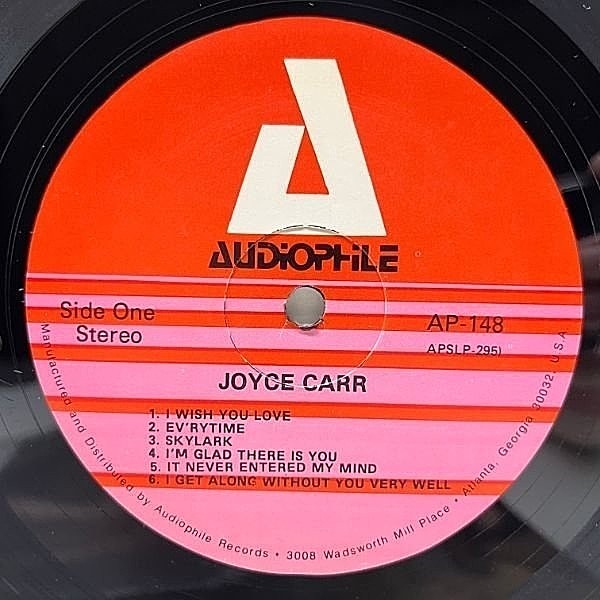 AUDIOPHILE
Side One
Stereo
AP-148
APSLP-295)
JOYCE CARR
1. I WISH YOU LOVE
2. EV'RYTIME
3. SKYLARK
4. I'M GLAD THERE IS YOU
5. IT NEVER ENTERED MY MIND
6. I GET ALONG WITHOUT YOU VERY WELL
Manufactured and Distributed by Audiophile Records • 3008 Wadsworth Mill Place • Atlanta, Georgia 30032, U.S.A